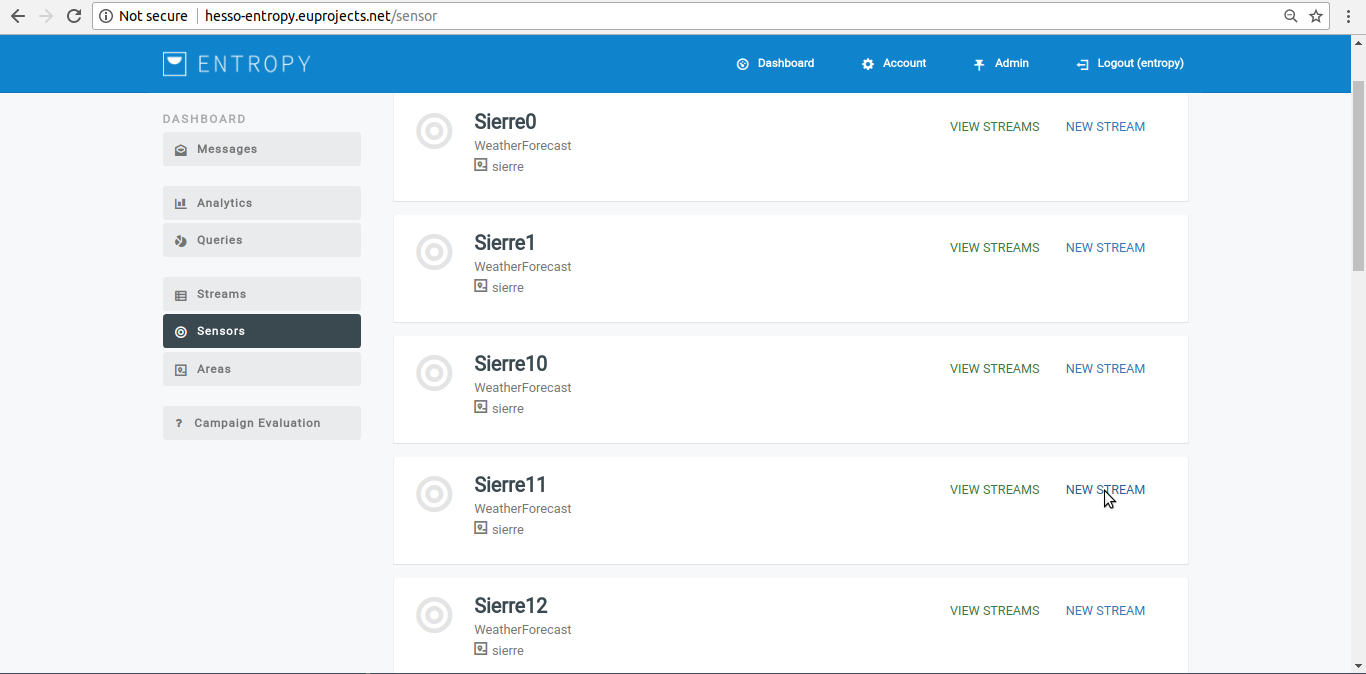 Not secure hesso-entropy.euprojects.net/sensor
ENTROPY
Dashboard Account Admin Logout (entropy)
DASHBOARD
Messages
Analytics
Queries
Streams
Sensors
Areas
? Campaign Evaluation
Sierre0
WeatherForecast
sierre
VIEW STREAMS NEW STREAM
Sierre1
WeatherForecast
sierre
VIEW STREAMS NEW STREAM
Sierre10
WeatherForecast
sierre
VIEW STREAMS NEW STREAM
Sierre11
WeatherForecast
sierre
VIEW STREAMS NEW STREAM
Sierre12
WeatherForecast
sierre
VIEW STREAMS NEW STREAM